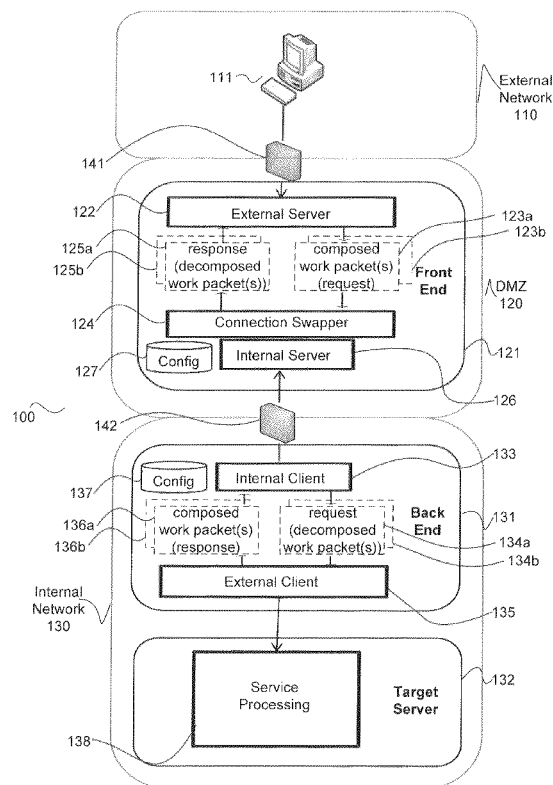 111
External
Network
110
141
122
External Server
125a
125b
response
(decomposed
work packet(s))
composed
work packet(s)
(request)
123a
123b
Front
End
DMZ
120
124
Connection Swapper
Internal Server
127
Config
121
126
100
142
133
137
Config
Internal Client
136a
136b
composed
work packet(s)
(response)
request
(decomposed
work packet(s))
Back
End
131
134a
134b
Internal
Network
130
External Client
135
Service
Processing
Target
Server
132
138